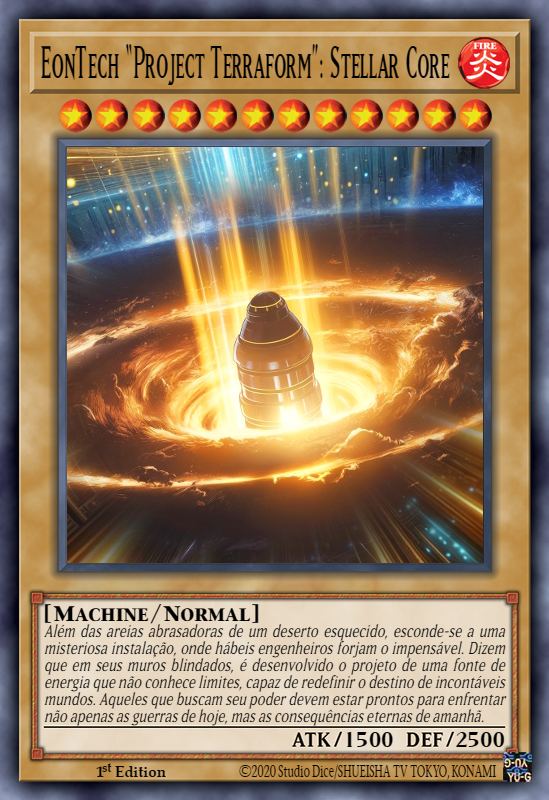 EonTech "Project Terraform": Stellar Core
FIRE
炎
[Machine/Normal]
Além das areias abrasadoras de um deserto esquecido, esconde-se a uma
misteriosa instalação, onde hábeis engenheiros forjam o impensável. Dizem
que em seus muros blindados, é desenvolvido o projeto de uma fonte de
energia que não conhece limites, capaz de redefinir o destino de incontáveis
mundos. Aqueles que buscam seu poder devem estar prontos para enfrentar
não apenas as guerras de hoje, mas as consequências eternas de amanhã.
ATK/1500 DEF/2500
1st Edition
©2020 Studio Dice/SHUEISHA TV TOKYO, KONAMI
YU-G
YU-G